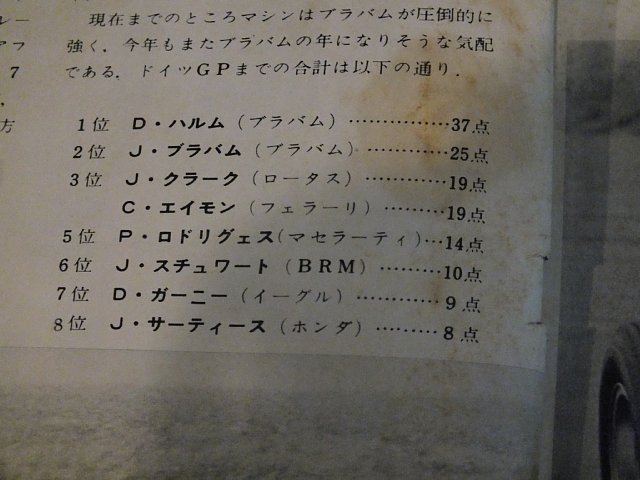 レー
アフ
7
方
現在までのところマシンはブラバムが圧倒的に
強く，今年もまたブラバムの年になりそうな気配
である．ドイツGPまでの合計は以下の通り．
1位 D・ハルム（ブラバム）……………37点
2位 J・ブラバム（ブラバム）…………25点
3位 J・クラーク（ロータス）…………19点
C・エイモン（フェラーリ）…………19点
5位 P・ロドリゲス(マセラーティ)…14点
6位 J・スチュワート（BRM）………10点
7位 D・ガーニー（イーグル）………9点
8位 J・サーティース（ホンダ）………8点